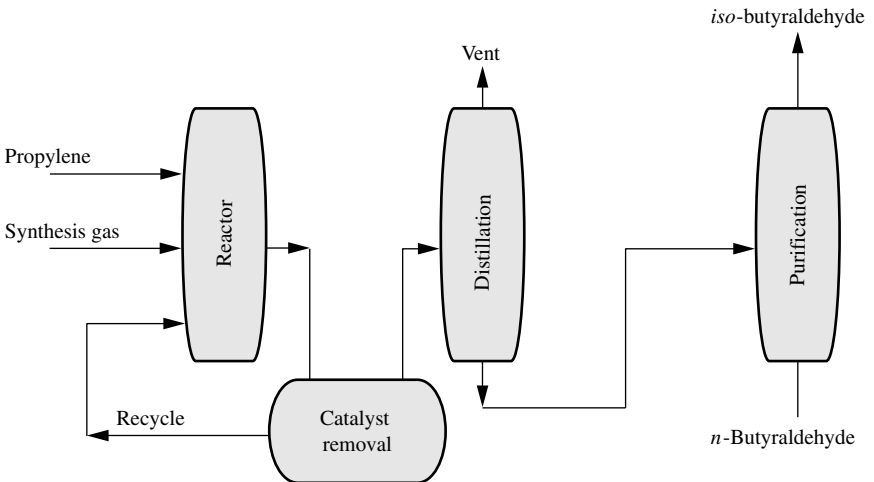 iso-butyraldehyde
Vent
Propylene
Synthesis gas
Reactor
Distillation
Purification
Recycle
Catalyst
removal
n-Butyraldehyde